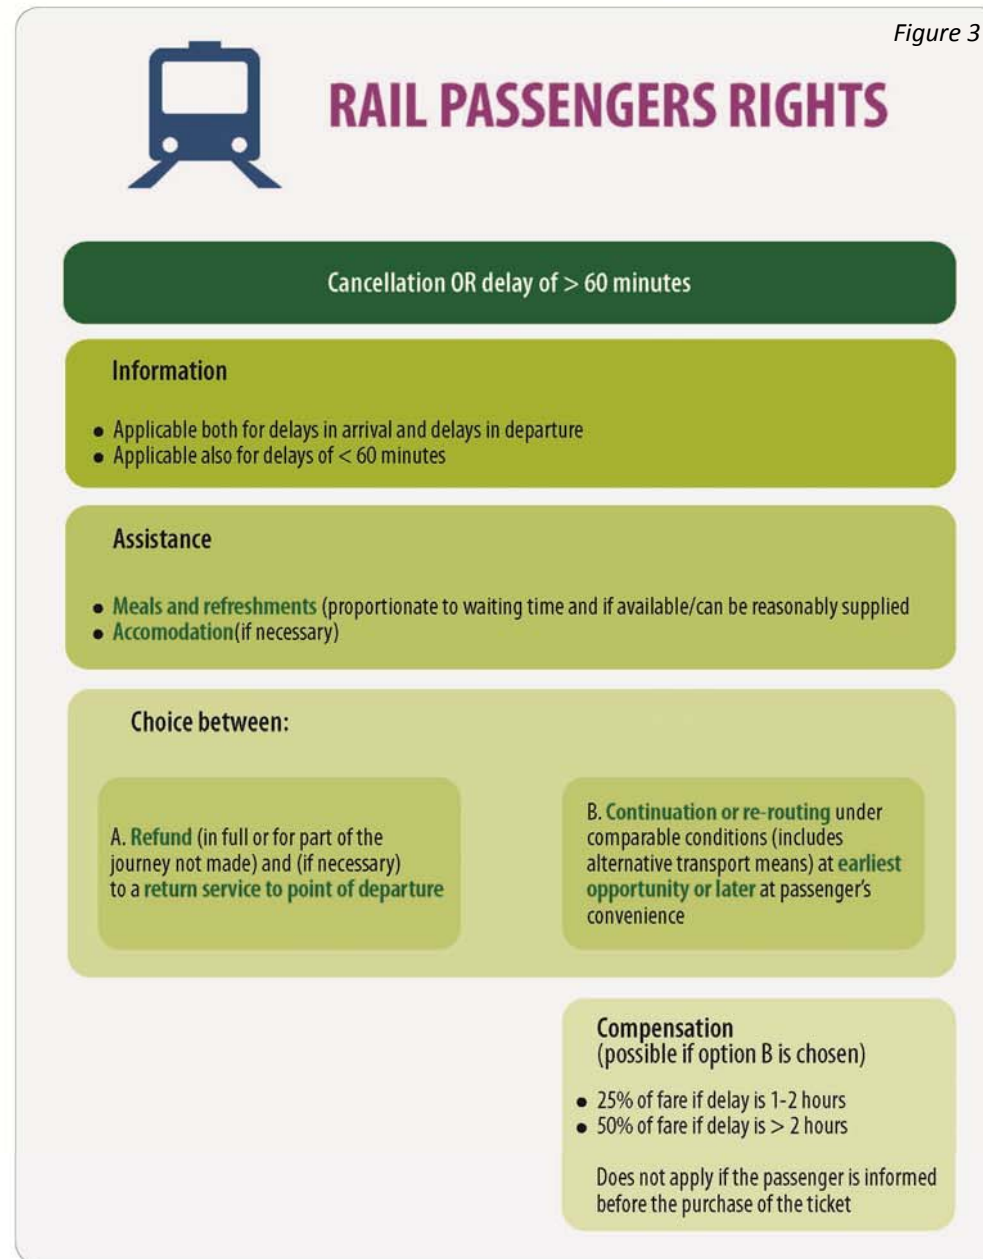 Figure 3
RAIL PASSENGERS RIGHTS
Cancellation OR delay of > 60 minutes
Information
● Applicable both for delays in arrival and delays in departure
● Applicable also for delays of < 60 minutes
Assistance
● Meals and refreshments (proportionate to waiting time and if available/can be reasonably supplied
● Accomodation(if necessary)
Choice between:
A. Refund (in full or for part of the
journey not made) and (if necessary)
to a return service to point of departure
B. Continuation or re-routing under
comparable conditions (includes
alternative transport means) at earliest
opportunity or later at passenger's
convenience
Compensation
(possible if option B is chosen)
● 25% of fare if delay is 1-2 hours
● 50% of fare if delay is > 2 hours
Does not apply if the passenger is informed
before the purchase of the ticket